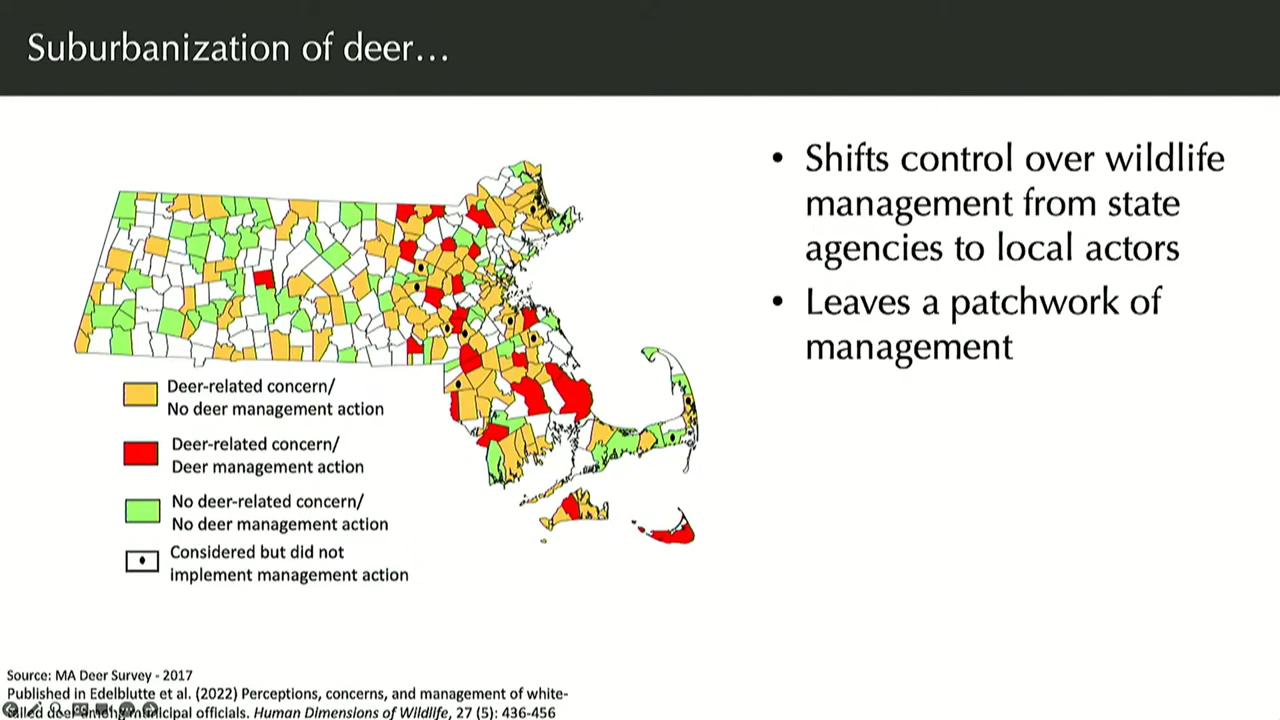 Suburbanization of deer...
• Shifts control over wildlife
management from state
agencies to local actors
• Leaves a patchwork of
management
Deer-related concern/
No deer management action
Deer-related concern/
Deer management action
No deer-related concern/
No deer management action
Considered but did not
implement management action
Source: MA Deer Survey - 2017
Published in Edelblutte et al. (2022) Perceptions, concerns, and management of white-
tailed deer among municipal officials. Human Dimensions of Wildlife, 27 (5): 436-456